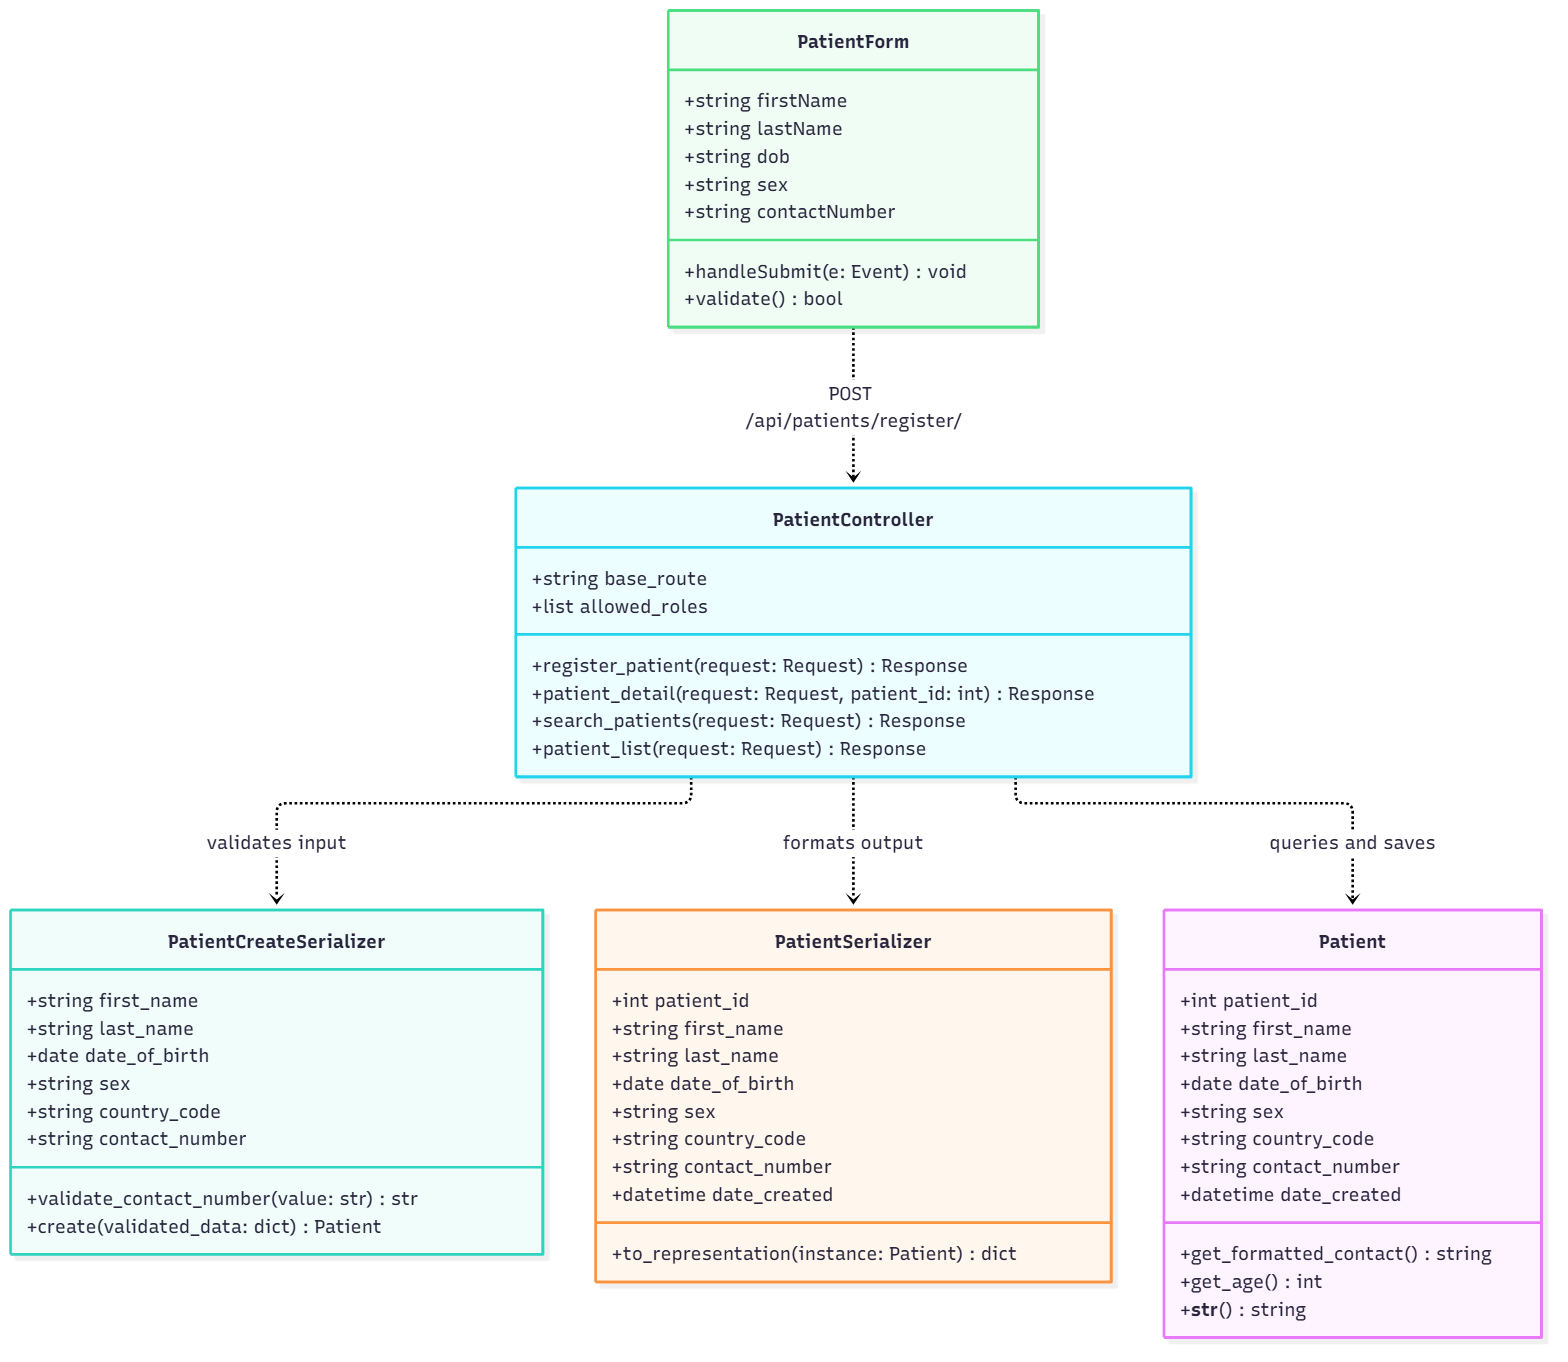 PatientForm
+string firstName
+string lastName
+string dob
+string sex
+string contactNumber
+handleSubmit(e: Event) : void
+validate() : bool
POST
/api/patients/register/
PatientController
+string base_route
+list allowed_roles
+register_patient(request: Request) : Response
+patient_detail(request: Request, patient_id: int) : Response
+search_patients(request: Request) : Response
+patient_list(request: Request) : Response
validates input
formats output
queries and saves
PatientCreateSerializer
+string first_name
+string last_name
+date date_of_birth
+string sex
+string country_code
+string contact_number
+validate_contact_number(value: str) : str
+create(validated_data: dict) : Patient
PatientSerializer
+int patient_id
+string first_name
+string last_name
+date date_of_birth
+string sex
+string country_code
+string contact_number
+datetime date_created
+to_representation(instance: Patient) : dict
Patient
+int patient_id
+string first_name
+string last_name
+date date_of_birth
+string sex
+string country_code
+string contact_number
+datetime date_created
+get_formatted_contact() : string
+get_age() : int
+str() : string